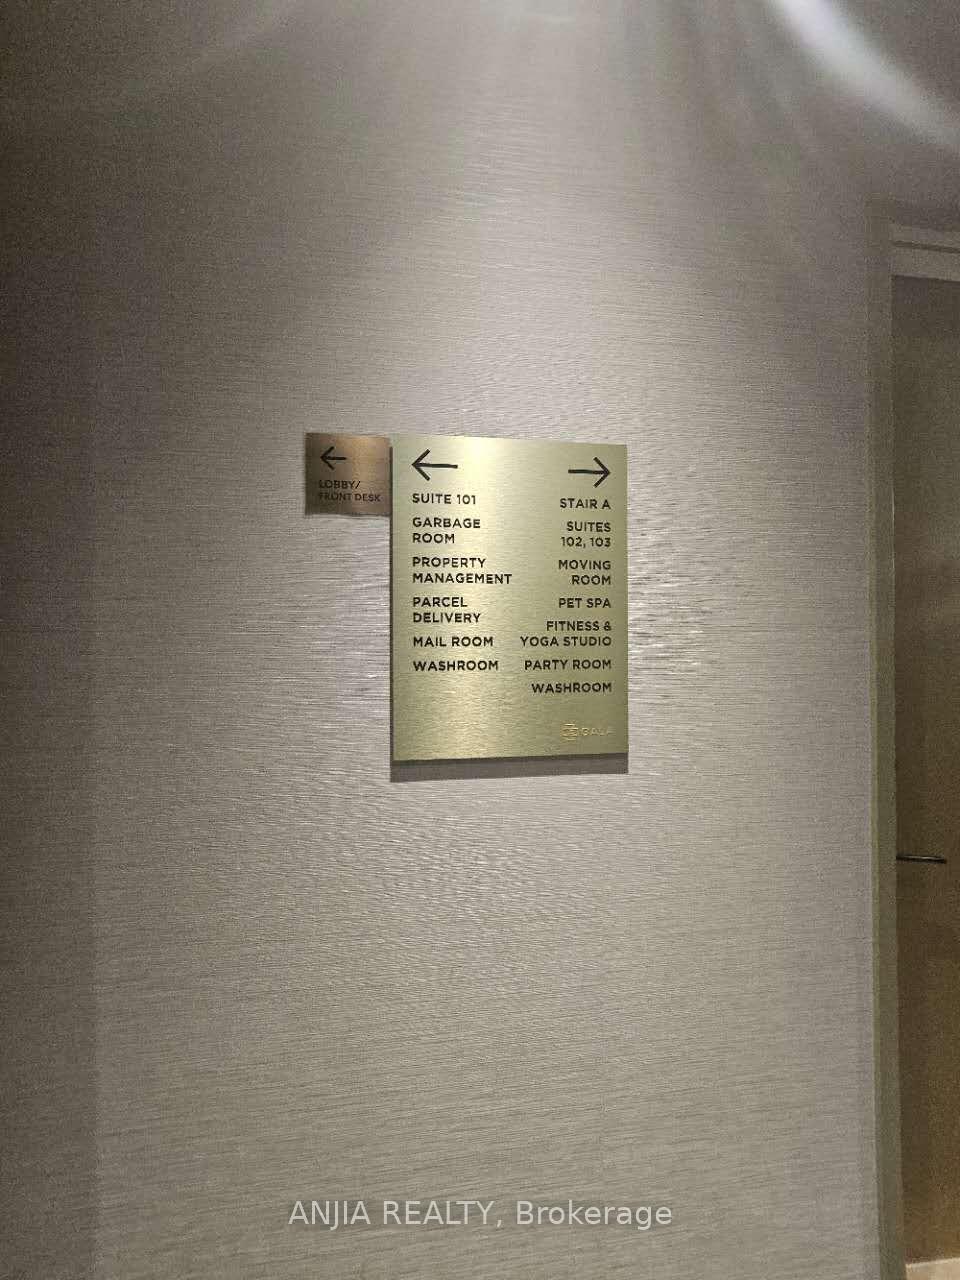 LOBBY/
FRONT DESK
SUITE 101
GARBAGE
ROOM
PROPERTY
MANAGEMENT
PARCEL
DELIVERY
MAIL ROOM
WASHROOM
STAIR A
SUITES
102, 103
MOVING
ROOM
PET SPA
FITNESS &
YOGA STUDIO
PARTY ROOM
WASHROOM
GALA
ANJIA REALTY, Brokerage